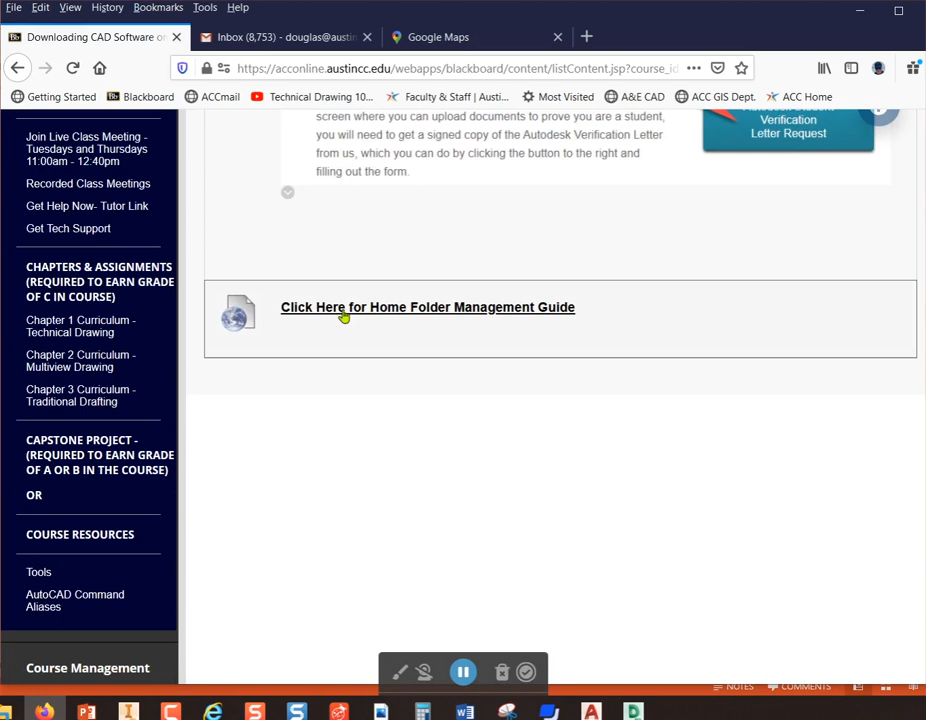 File Edit View History Bookmarks Tools Help
Downloading CAD Software on
Inbox (8,753) - douglas@austin
Google Maps
https://acconline.austincc.edu/webapps/blackboard/content/listContent.jsp?course_id
Getting Started Blackboard ACCmail Technical Drawing 10... Faculty & Staff | Austi... Most Visited A&E CAD ACC GIS Dept. ACC Home
Join Live Class Meeting -
Tuesdays and Thursdays
11:00am - 12:40pm
Recorded Class Meetings
Get Help Now- Tutor Link
Get Tech Support
CHAPTERS & ASSIGNMENTS
(REQUIRED TO EARN GRADE
OF C IN COURSE)
Chapter 1 Curriculum -
Technical Drawing
Chapter 2 Curriculum -
Multiview Drawing
Chapter 3 Curriculum -
Traditional Drafting
CAPSTONE PROJECT -
(REQUIRED TO EARN GRADE
OF A OR B IN THE COURSE)
OR
COURSE RESOURCES
Tools
AutoCAD Command
Aliases
Course Management
screen where you can upload documents to prove you are a student,
you will need to get a signed copy of the Autodesk Verification Letter
from us, which you can do by clicking the button to the right and
filling out the form.
Verification
Letter Request
Click Here for Home Folder Management Guide
NOTES COMMENTS